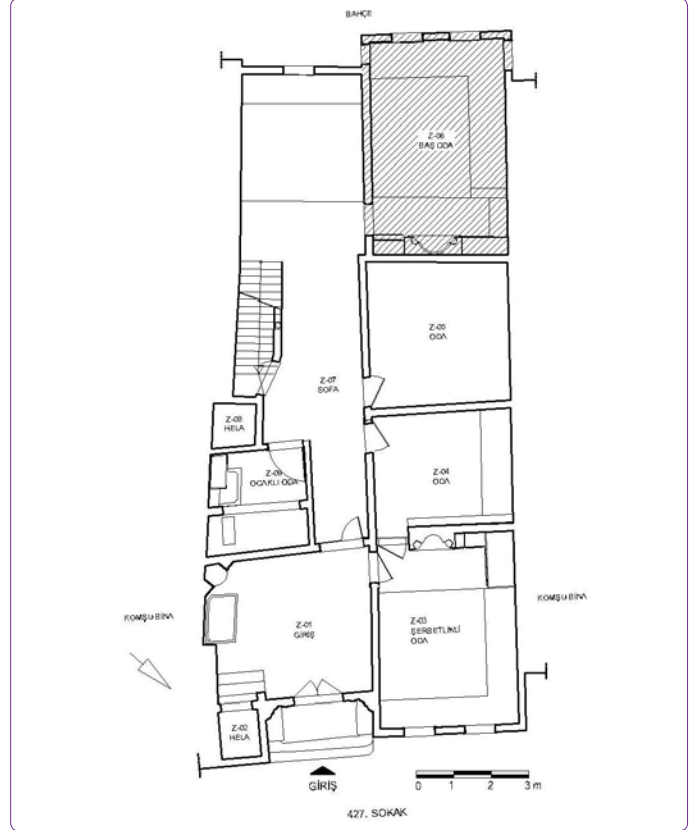 BAHÇE
Z-06
BAŞ ODA
Z-05
ODA
Z-07
SOFA
Z-08
HELA
Z-09
OCAKLI ODA
Z-04
ODA
KOMŞU BİNA
Z-01
GİRİŞ
Z-03
ŞERBETLİKLİ
ODA
KOMŞU BİNA
Z-02
HELA
GİRİŞ
0 1 2 3 m
427. SOKAK